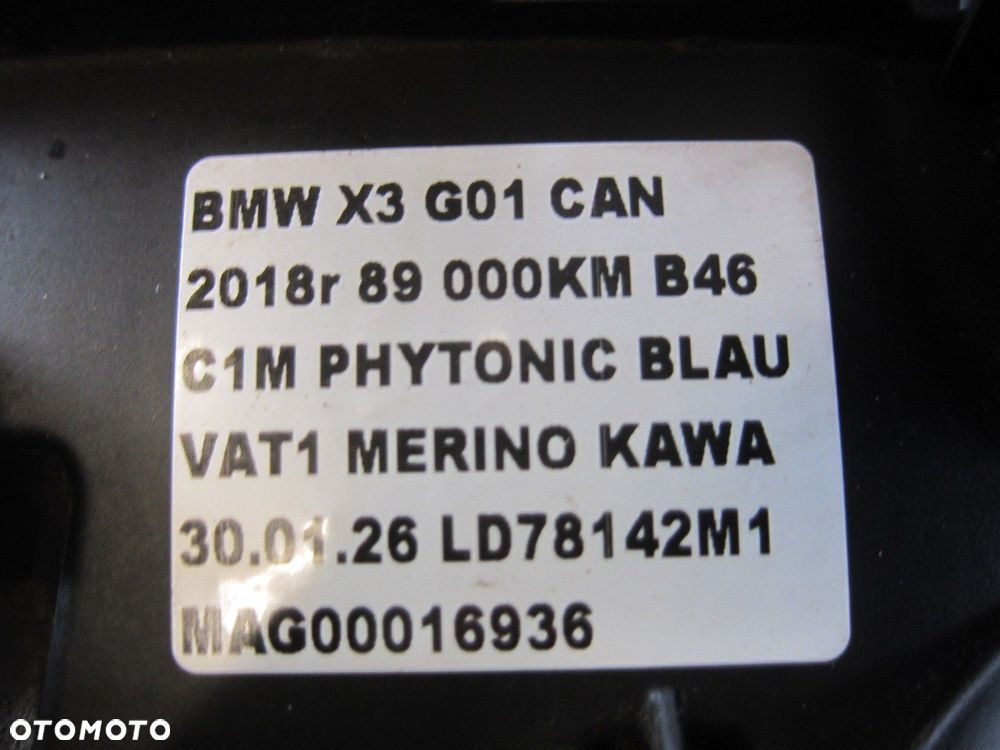 BMW X3 G01 CAN
2018r 89 000KM B46
C1M PHYTONIC BLAU
VAT1 MERINO KAWA
30.01.26 LD78142M1
MAG00016936
OTOMOTO